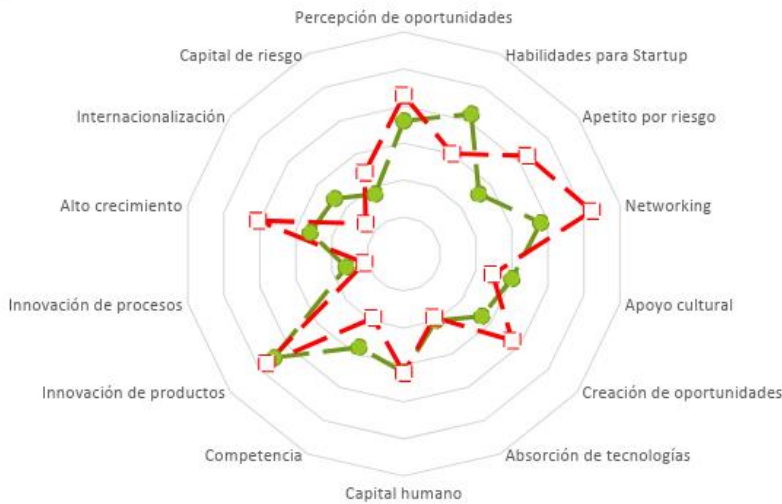 Percepción de oportunidades
Capital de riesgo
Habilidades para Startup
Internacionalización
Apetito por riesgo
Alto crecimiento
Networking
Innovación de procesos
Apoyo cultural
Innovación de productos
Creación de oportunidades
Competencia
Absorción de tecnologías
Capital humano